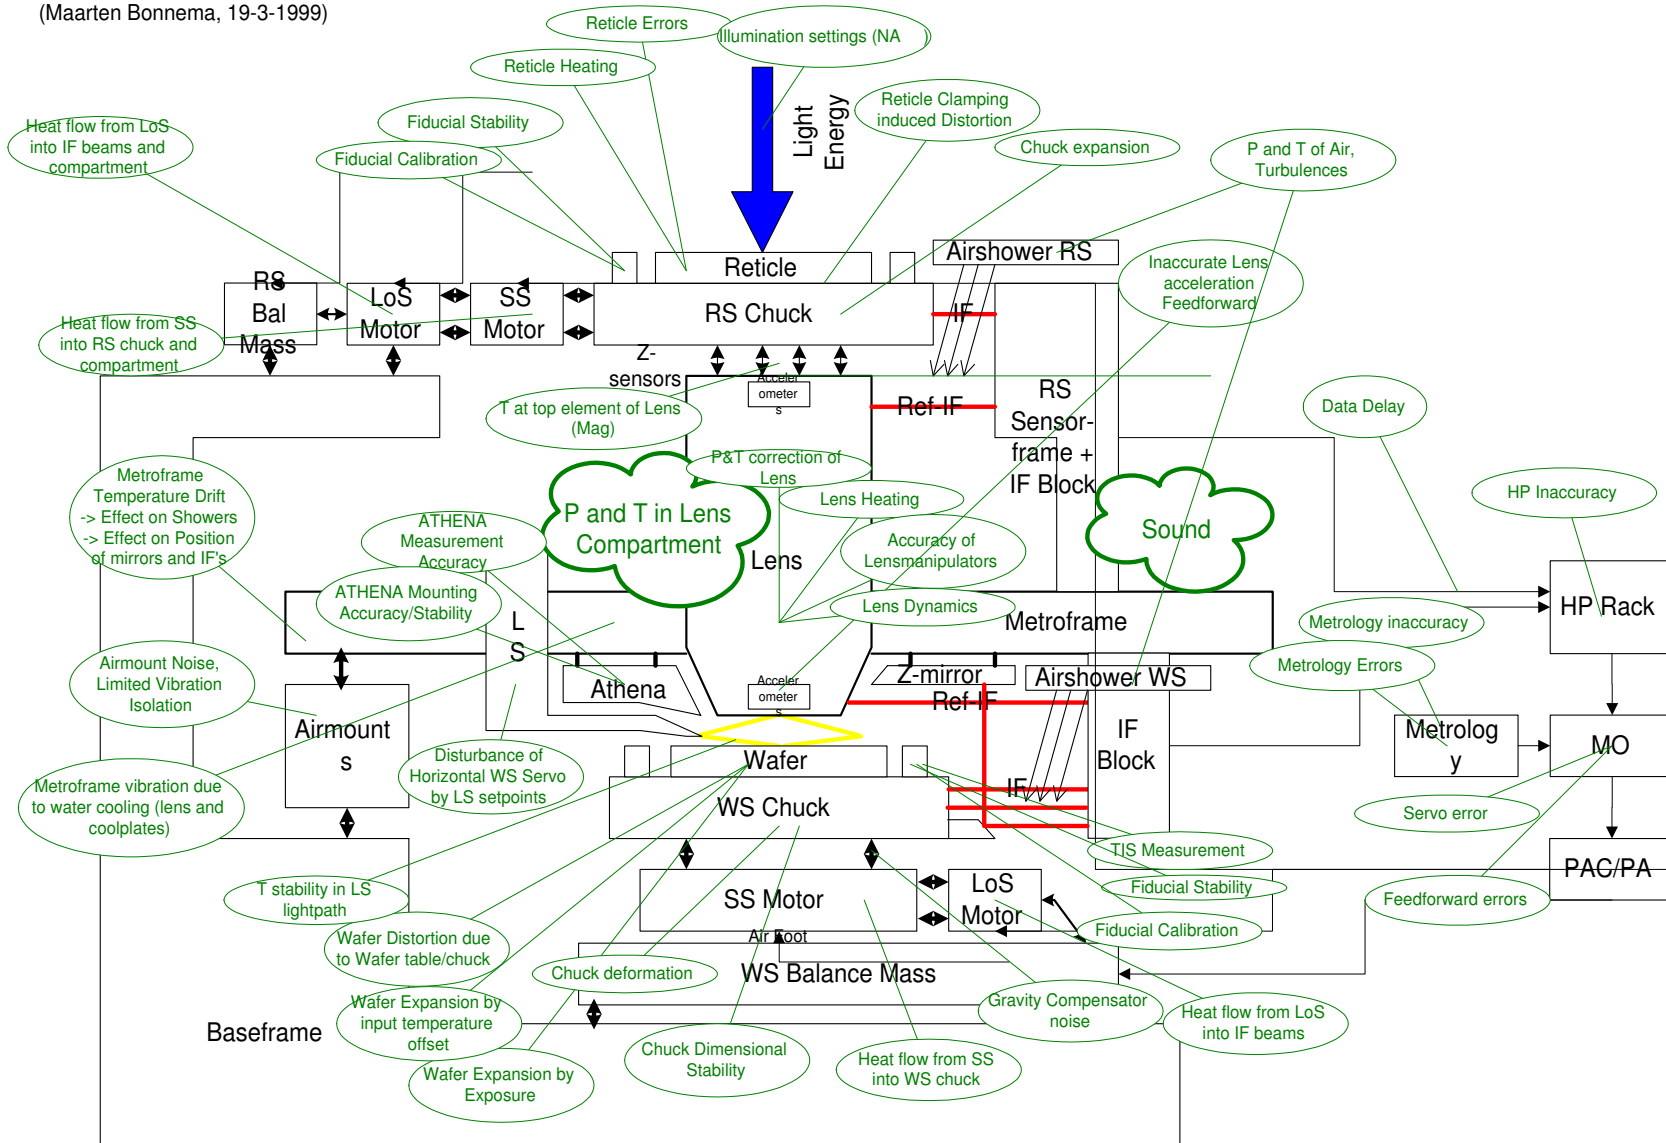 (Maarten Bonnema, 19-3-1999)
Reticle Errors
Illumination settings (NA )
Reticle Heating
Light
Energy
Reticle Clamping
induced Distortion
Heat flow from LoS
into IF beams and
compartment
Fiducial Stability
Fiducial Calibration
Chuck expansion
P and T of Air,
Turbulences
Airshower RS
Reticle
Inaccurate Lens
acceleration
Feedforward
RS
Bal
Mass
LoS
Motor
SS
Motor
RS Chuck
IF
Heat flow from SS
into RS chuck and
compartment
Z-
sensors
Acceler
ometer
s
T at top element of Lens
(Mag)
Ref-IF
RS
Sensor-
frame +
IF Block
Data Delay
P&T correction of
Lens
Metroframe
Temperature Drift
-> Effect on Showers
-> Effect on Position
of mirrors and IF's
Lens Heating
HP Inaccuracy
P and T in Lens
Compartment
ATHENA
Measurement
Accuracy
Sound
Lens
Accuracy of
Lensmanipulators
ATHENA Mounting
Accuracy/Stability
Lens Dynamics
Metroframe
HP Rack
Metrology inaccuracy
L
S
Airmount Noise,
Limited Vibration
Isolation
Metrology Errors
Athena
Acceler
ometer
s
Z-mirror
Airshower WS
Ref-IF
Airmount
s
Disturbance of
Horizontal WS Servo
by LS setpoints
Wafer
IF
Block
Metrolog
y
MO
Metroframe vibration due
to water cooling (lens and
coolplates)
WS Chuck
IF
Servo error
TIS Measurement
T stability in LS
lightpath
SS Motor
LoS
Motor
Fiducial Stability
PAC/PA
Feedforward errors
Fiducial Calibration
Wafer Distortion due
to Wafer table/chuck
Air Foot
Chuck deformation
WS Balance Mass
Wafer Expansion by
input temperature
offset
Gravity Compensator
noise
Heat flow from LoS
into IF beams
Baseframe
Chuck Dimensional
Stability
Heat flow from SS
into WS chuck
Wafer Expansion by
Exposure